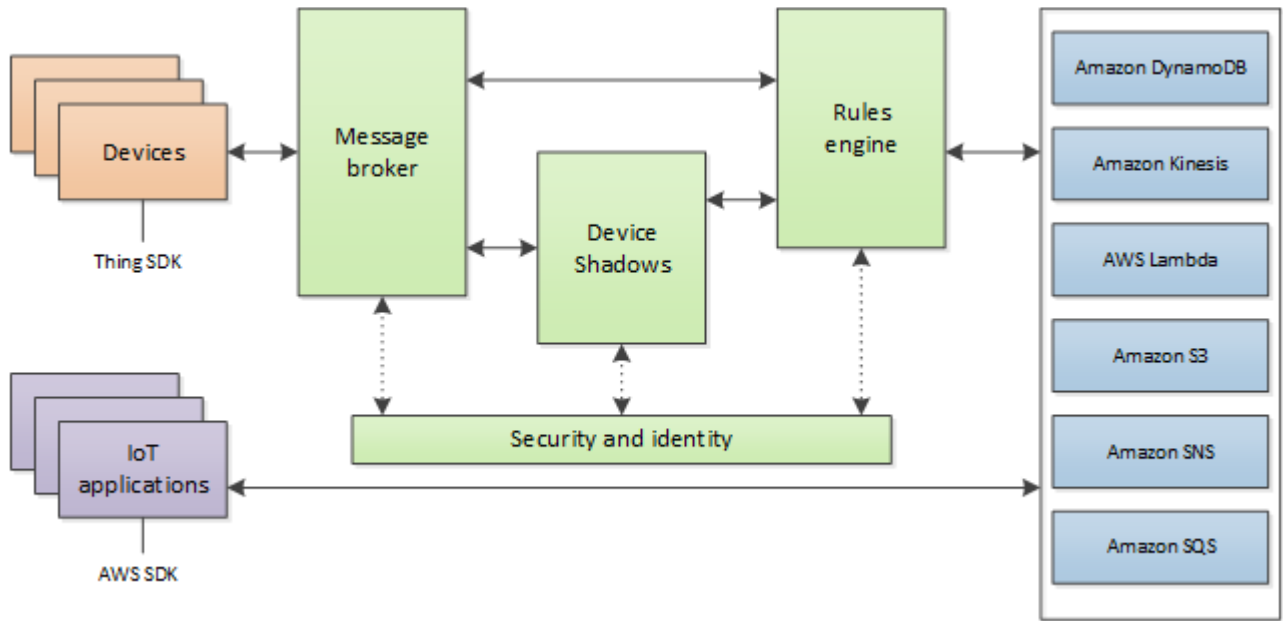 Devices
Thing SDK
Message
broker
Device
Shadows
Rules
engine
Security and identity
IoT
applications
AWS SDK
Amazon DynamoDB
Amazon Kinesis
AWS Lambda
Amazon S3
Amazon SNS
Amazon SQS